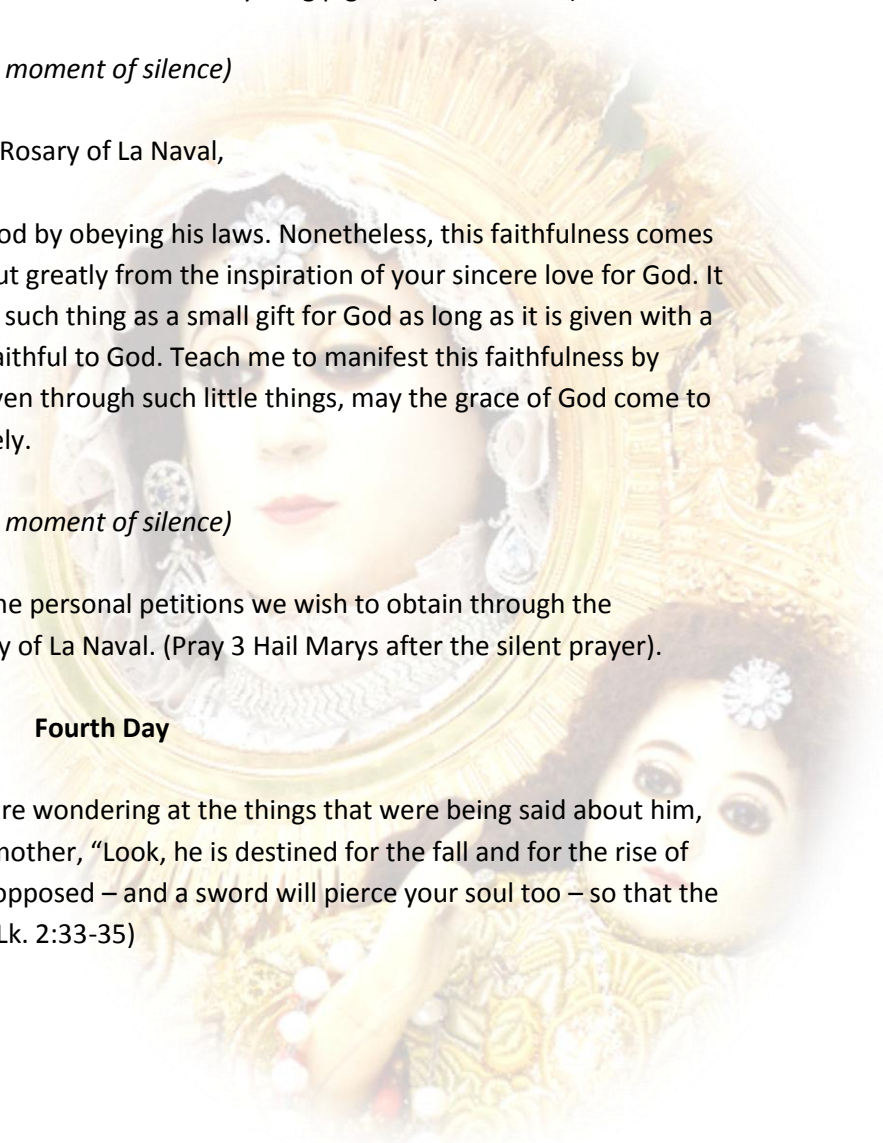 moment of silence)
Rosary of La Naval,
od by obeying his laws. Nonetheless, this faithfulness comes
ut greatly from the inspiration of your sincere love for God. It
such thing as a small gift for God as long as it is given with a
aithful to God. Teach me to manifest this faithfulness by
ven through such little things, may the grace of God come to
ely.
moment of silence)
he personal petitions we wish to obtain through the
y of La Naval. (Pray 3 Hail Marys after the silent prayer).
Fourth Day
re wondering at the things that were being said about him,
mother, “Look, he is destined for the fall and for the rise of
opposed – and a sword will pierce your soul too – so that the
Lk. 2:33-35)